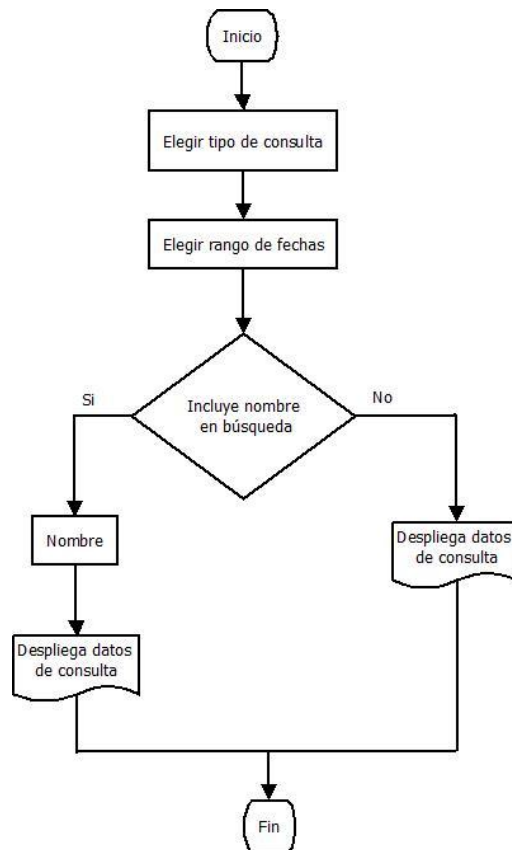 Inicio
Elegir tipo de consulta
Elegir rango de fechas
Incluye nombre
en búsqueda
Si
No
Nombre
Despliega datos
de consulta
Despliega datos
de consulta
Fin